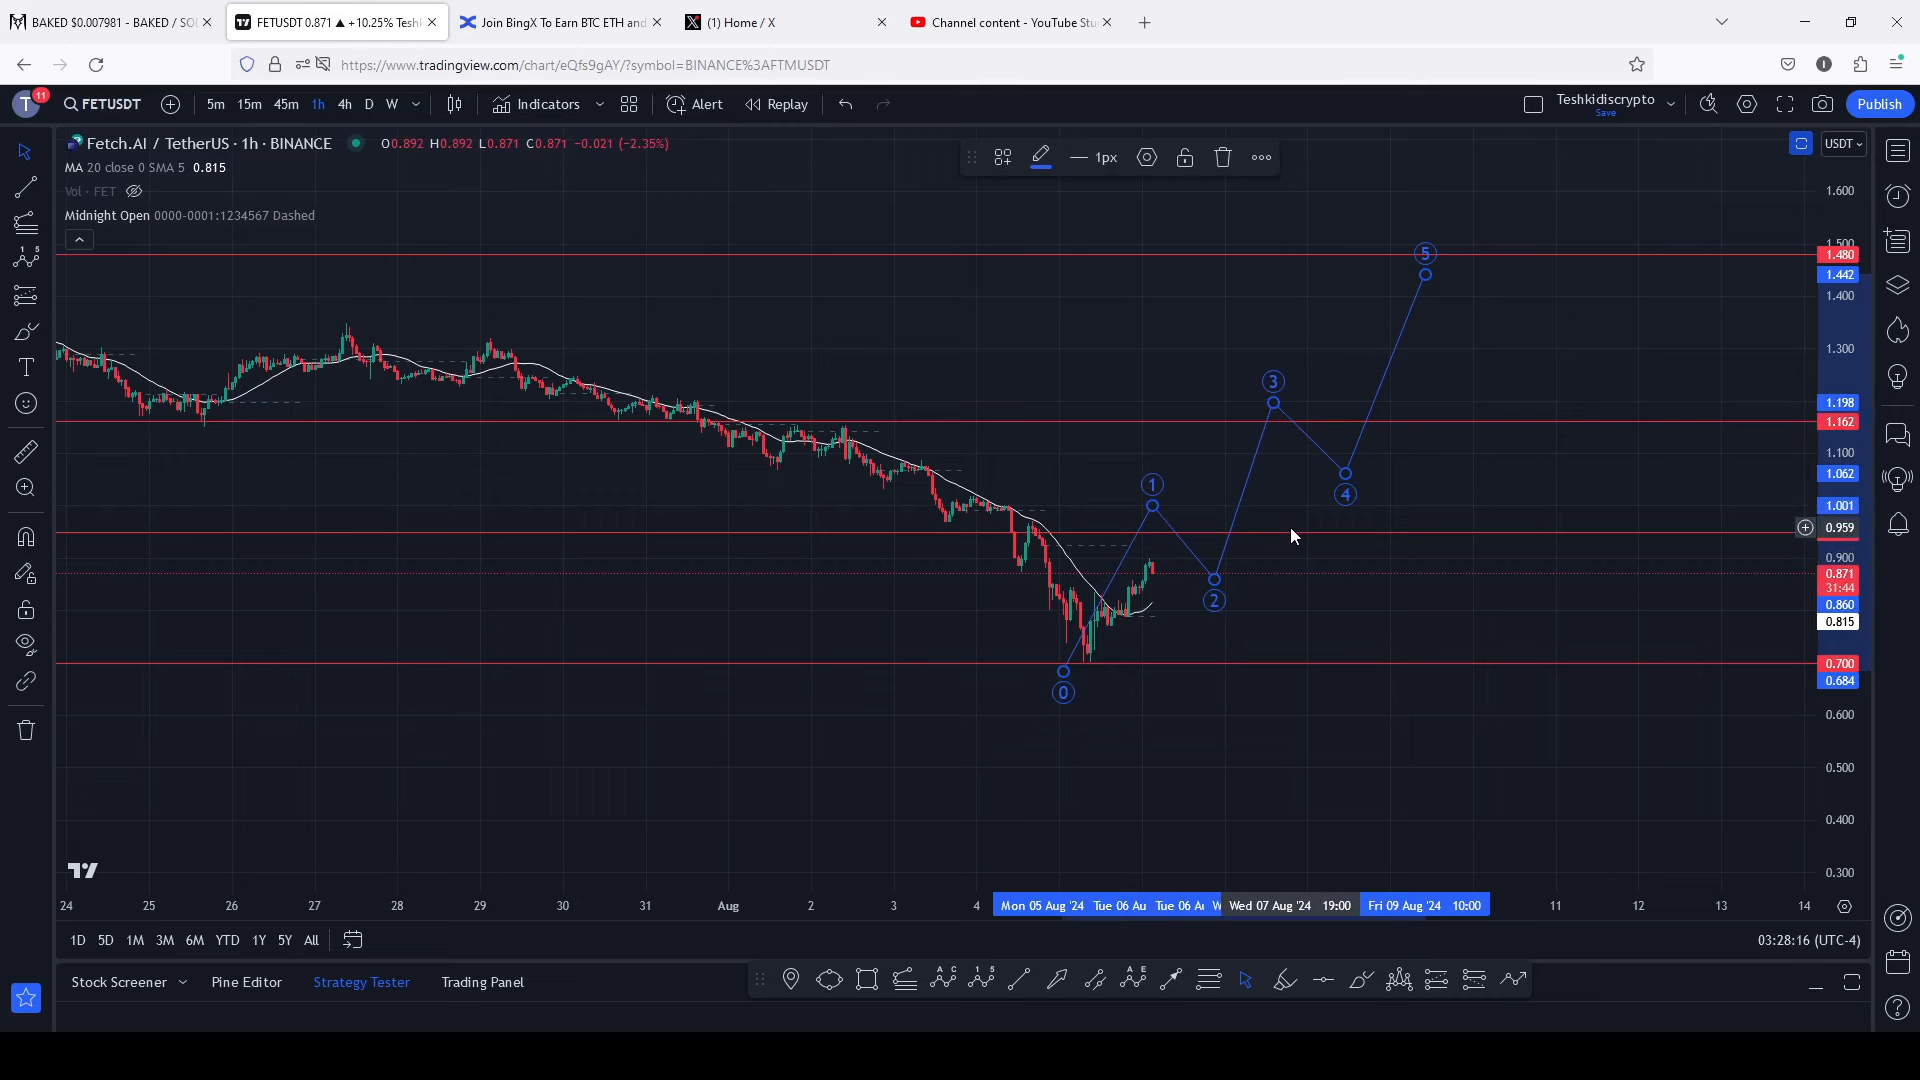 BAKED $0.007981 - BAKED / SOL
FETUSDT 0.871 ▲ +10.25% Teshk
Join BingX To Earn BTC ETH and
(1) Home / X
Channel content - YouTube Stu
https://www.tradingview.com/chart/eQfs9gAY/?symbol=BINANCE%3AFTMUSDT
T 11 FETUSDT 5m 15m 45m 1h 4h D W Indicators Alert Replay Teshkidiscrypto Save Publish
Fetch.AI / TetherUS · 1h · BINANCE O0.892 H0.892 L0.871 C0.871 -0.021 (-2.35%)
1px
USDT
MA 20 close 0 SMA 5 0.815
Vol · FET
Midnight Open 0000-0001:1234567 Dashed
1.600
1.500
1.480
1.442
1.400
1.300
1.198
1.162
1.100
1.062
1.001
0.959
0.900
0.871
31:44
0.860
0.815
0.700
0.684
0.600
0.500
0.400
0.300
5
3
1
4
2
0
24 25 26 27 28 29 30 31 Aug 2 3 4 Mon 05 Aug '24 Tue 06 Au Tue 06 Au W Wed 07 Aug '24 19:00 Fri 09 Aug '24 10:00 11 12 13 14
1D 5D 1M 3M 6M YTD 1Y 5Y All
03:28:16 (UTC-4)
Stock Screener Pine Editor Strategy Tester Trading Panel